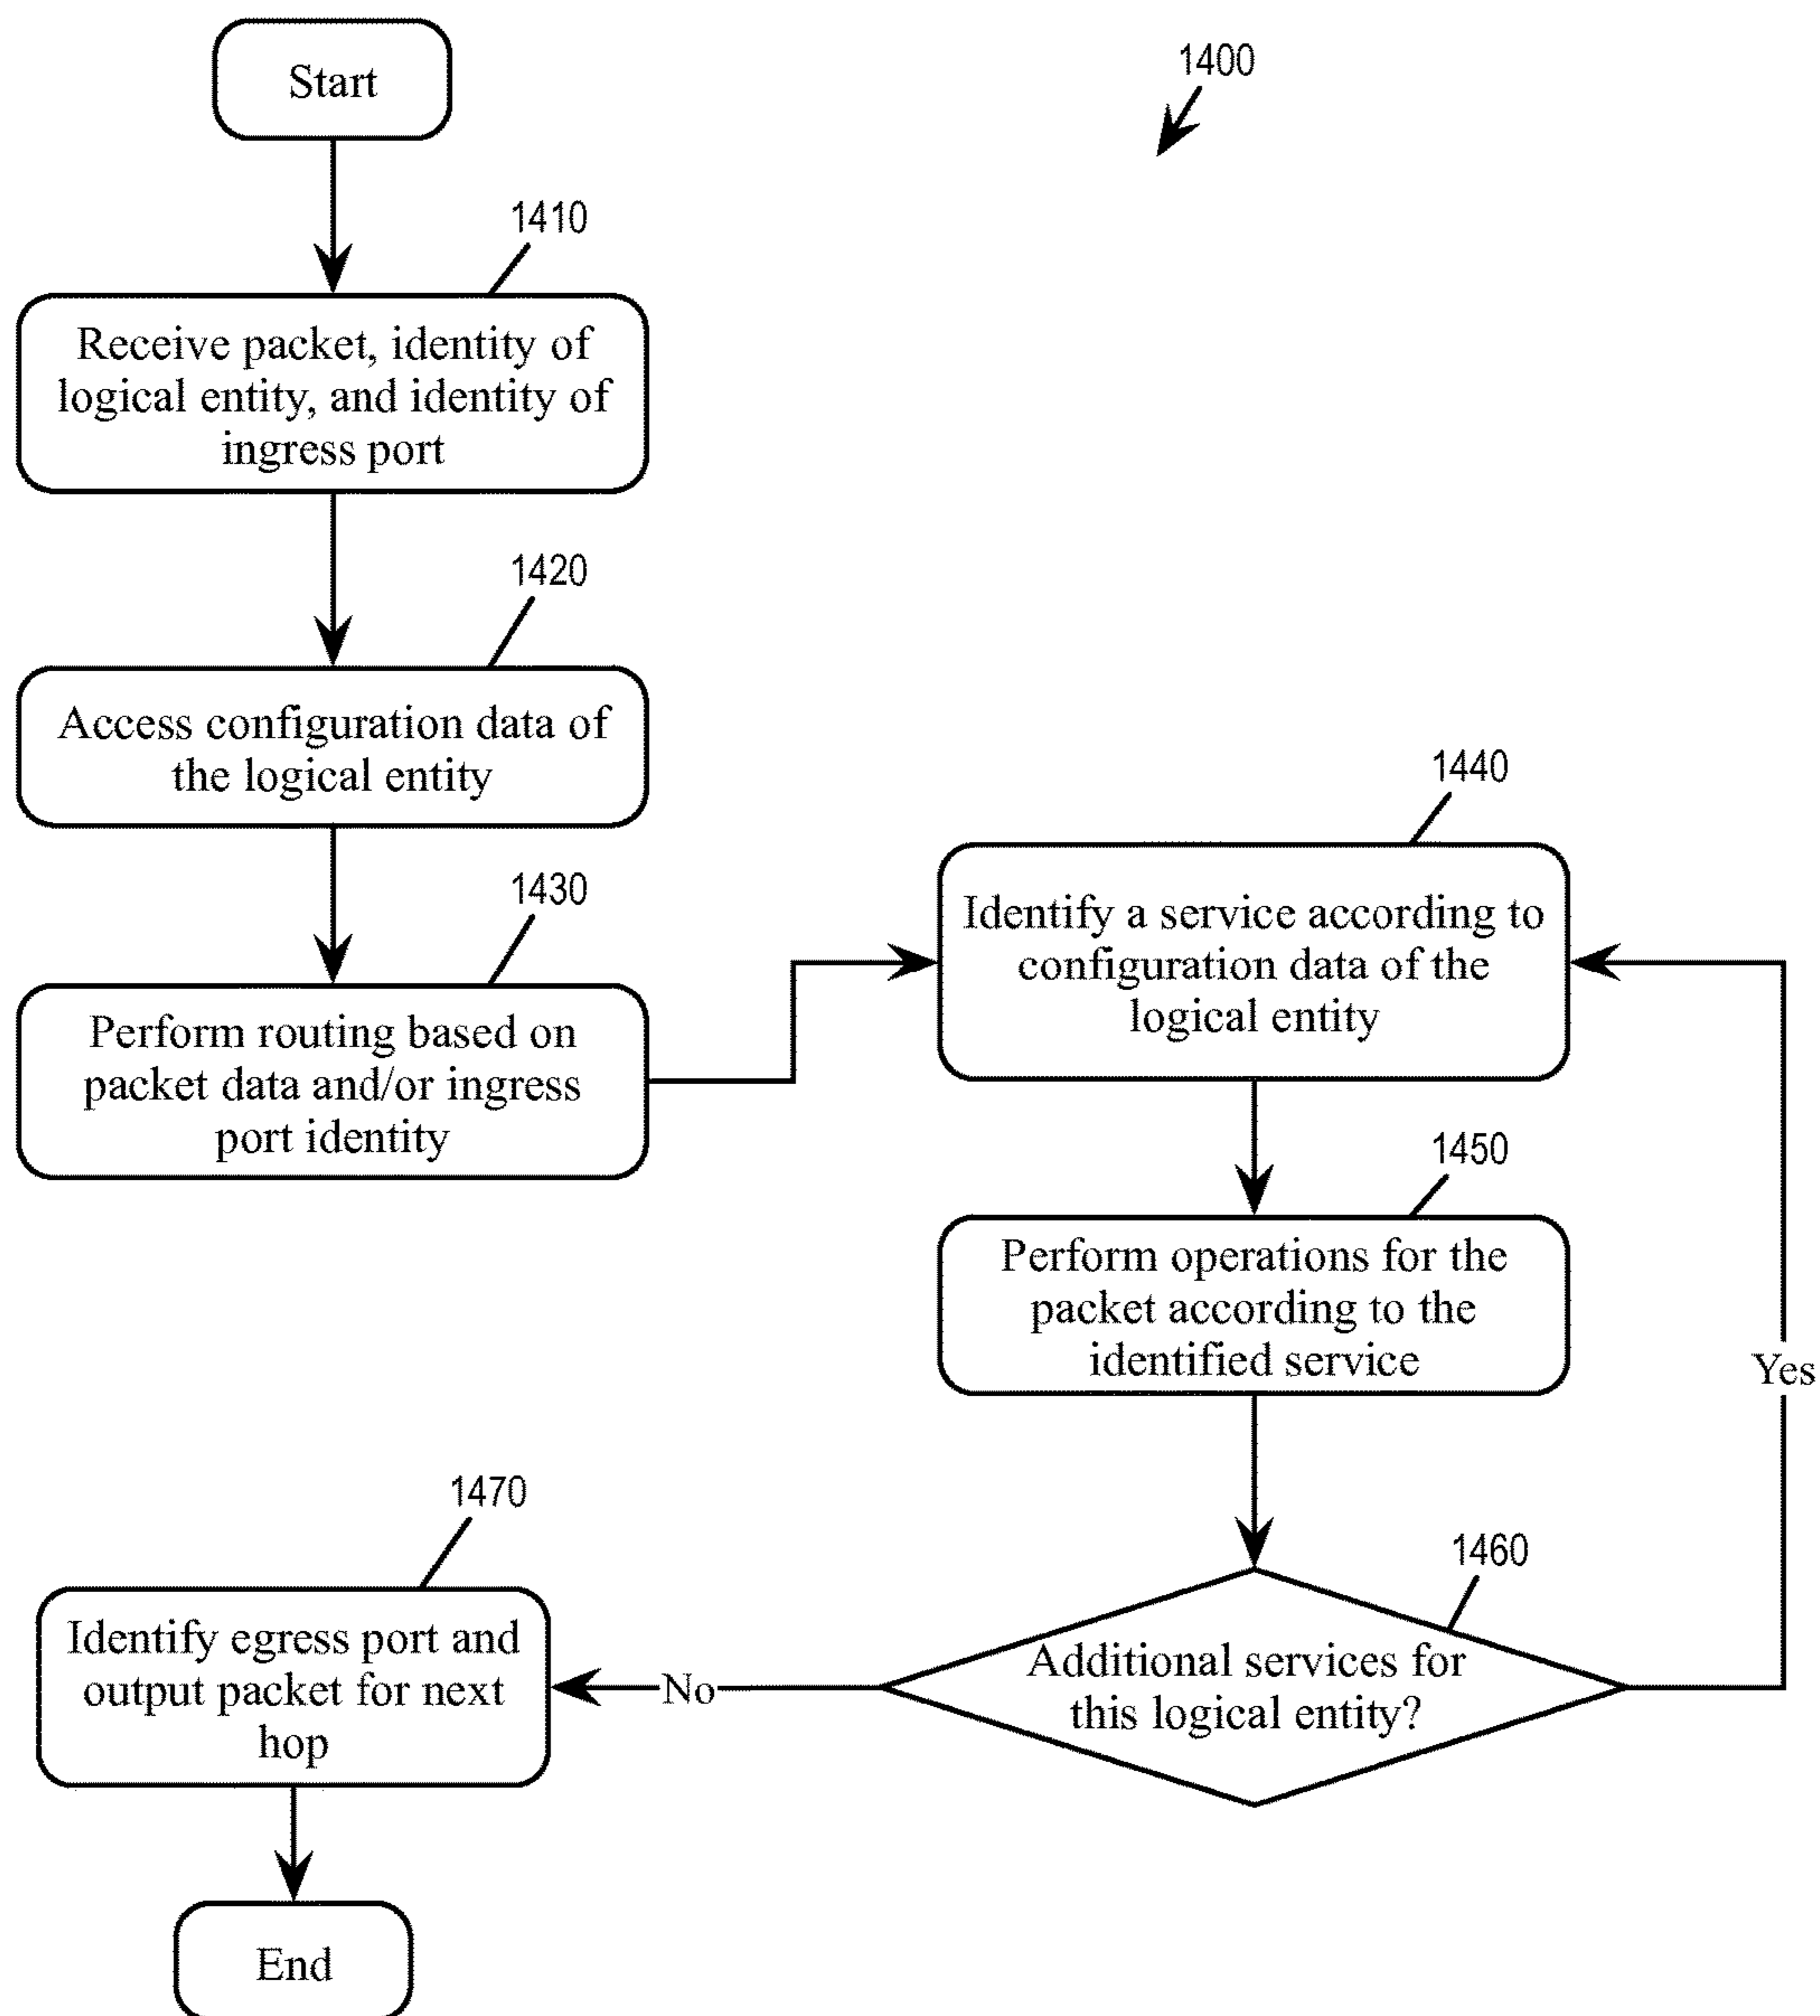 Start
1400
1410
Receive packet, identity of
logical entity, and identity of
ingress port
1420
Access configuration data of
the logical entity
1430
Perform routing based on
packet data and/or ingress
port identity
1440
Identify a service according to
configuration data of the
logical entity
1450
Perform operations for the
packet according to the
identified service
Yes
1460
Additional services for
this logical entity?
No
1470
Identify egress port and
output packet for next
hop
End